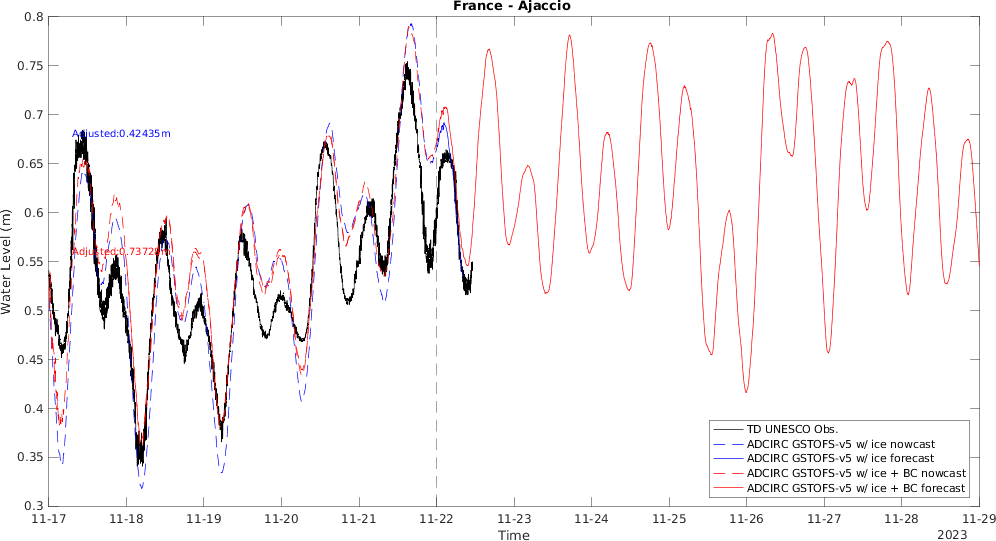 France - Ajaccio
Water Level (m)
0.8
0.75
0.7
0.65
0.6
0.55
0.5
0.45
0.4
0.35
0.3
Adjusted:0.42435m
TD UNESCO Obs.
ADCIRC GSTOFS-v5 w/ ice nowcast
ADCIRC GSTOFS-v5 w/ ice forecast
ADCIRC GSTOFS-v5 w/ ice + BC nowcast
ADCIRC GSTOFS-v5 w/ ice + BC forecast
11-17 11-18 11-19 11-20 11-21 11-22 11-23 11-24 11-25 11-26 11-27 11-28 11-29
Time
2023